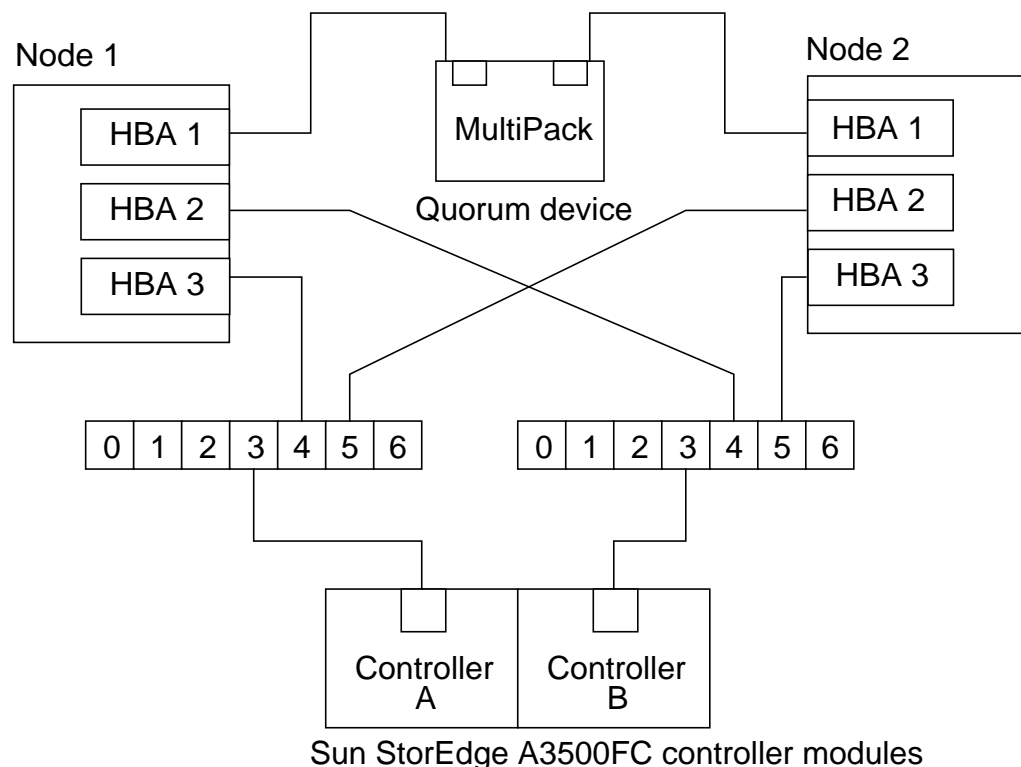 Node 1
Node 2
HBA 1
HBA 2
HBA 3
MultiPack
Quorum device
HBA 1
HBA 2
HBA 3
0 1 2 3 4 5 6
0 1 2 3 4 5 6
Controller
A
Controller
B
Sun StorEdge A3500FC controller modules